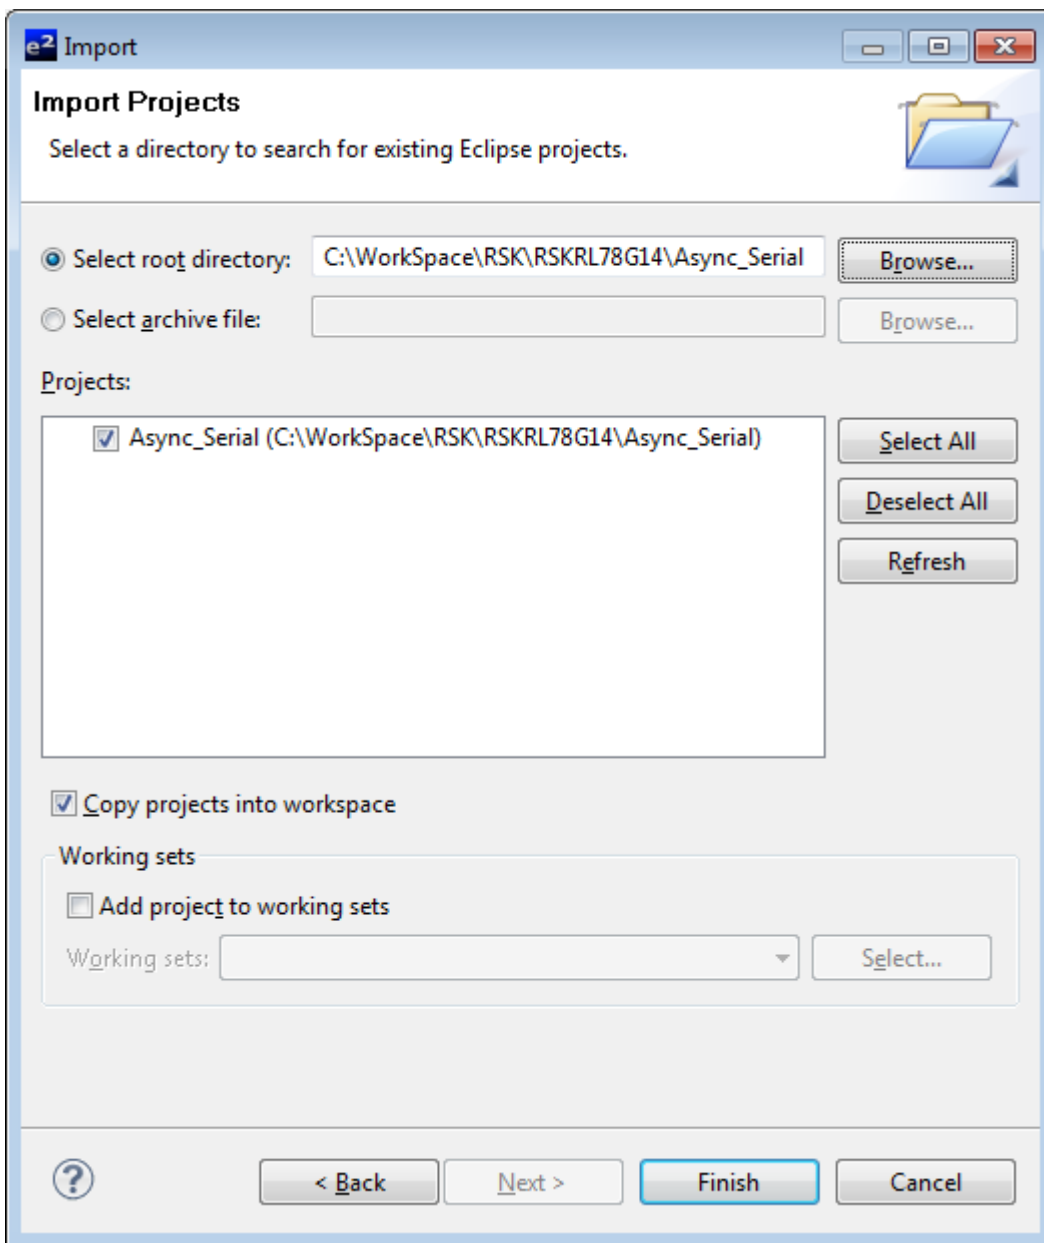 e² Import
Import Projects
Select a directory to search for existing Eclipse projects.
Select root directory: C:\WorkSpace\RSK\RSKRL78G14\Async_Serial Browse...
Select archive file: Browse...
Projects:
Async_Serial (C:\WorkSpace\RSK\RSKRL78G14\Async_Serial) Select All
Deselect All
Refresh
Copy projects into workspace
Working sets
Add project to working sets
Working sets: Select...
? < Back Next > Finish Cancel